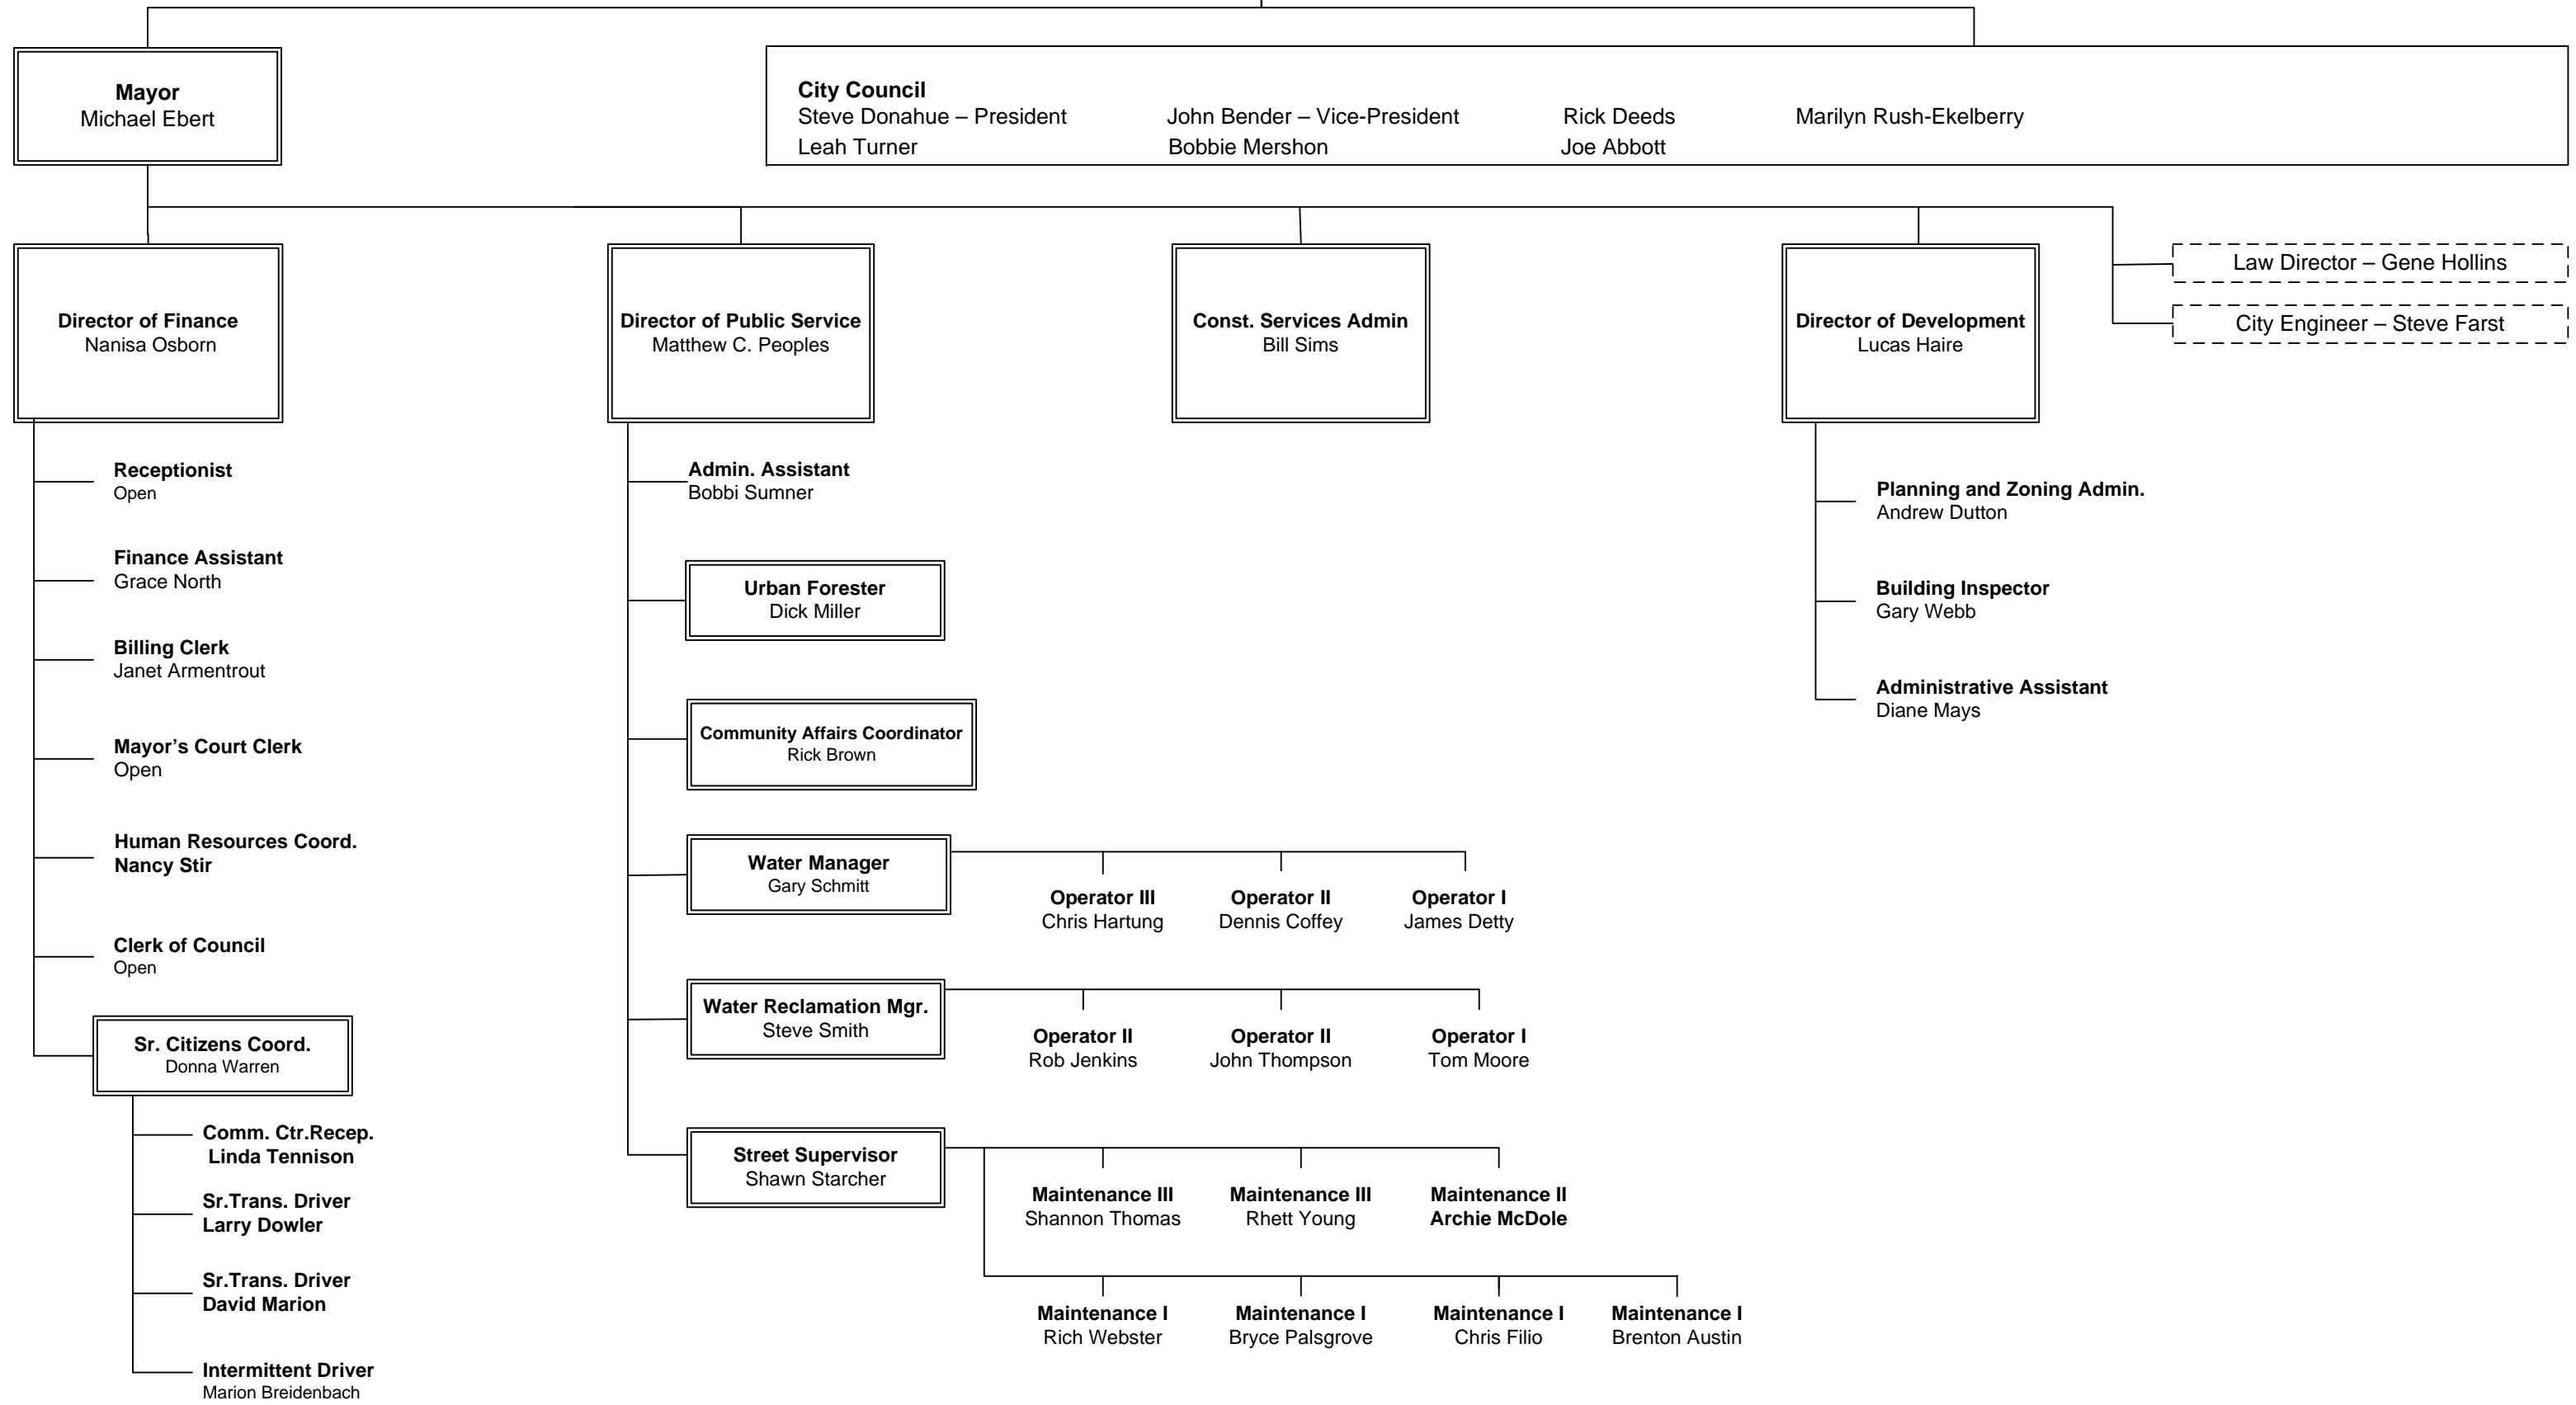 Mayor
Michael Ebert
City Council
Steve Donahue – President John Bender – Vice-President Rick Deeds Marilyn Rush-Ekelberry
Leah Turner Bobbie Mershon Joe Abbott
Law Director – Gene Hollins
City Engineer – Steve Farst
Director of Finance
Nanisa Osborn
Director of Public Service
Matthew C. Peoples
Const. Services Admin
Bill Sims
Director of Development
Lucas Haire
Receptionist
Open
Finance Assistant
Grace North
Billing Clerk
Janet Armentrout
Mayor’s Court Clerk
Open
Human Resources Coord.
Nancy Stir
Clerk of Council
Open
Sr. Citizens Coord.
Donna Warren
Comm. Ctr.Recep.
Linda Tennison
Sr.Trans. Driver
Larry Dowler
Sr.Trans. Driver
David Marion
Intermittent Driver
Marion Breidenbach
Admin. Assistant
Bobbi Sumner
Urban Forester
Dick Miller
Community Affairs Coordinator
Rick Brown
Water Manager
Gary Schmitt
Operator III
Chris Hartung
Operator II
Dennis Coffey
Operator I
James Detty
Water Reclamation Mgr.
Steve Smith
Operator II
Rob Jenkins
Operator II
John Thompson
Operator I
Tom Moore
Street Supervisor
Shawn Starcher
Maintenance III
Shannon Thomas
Maintenance III
Rhett Young
Maintenance II
Archie McDole
Maintenance I
Rich Webster
Maintenance I
Bryce Palsgrove
Maintenance I
Chris Filio
Maintenance I
Brenton Austin
Planning and Zoning Admin.
Andrew Dutton
Building Inspector
Gary Webb
Administrative Assistant
Diane Mays